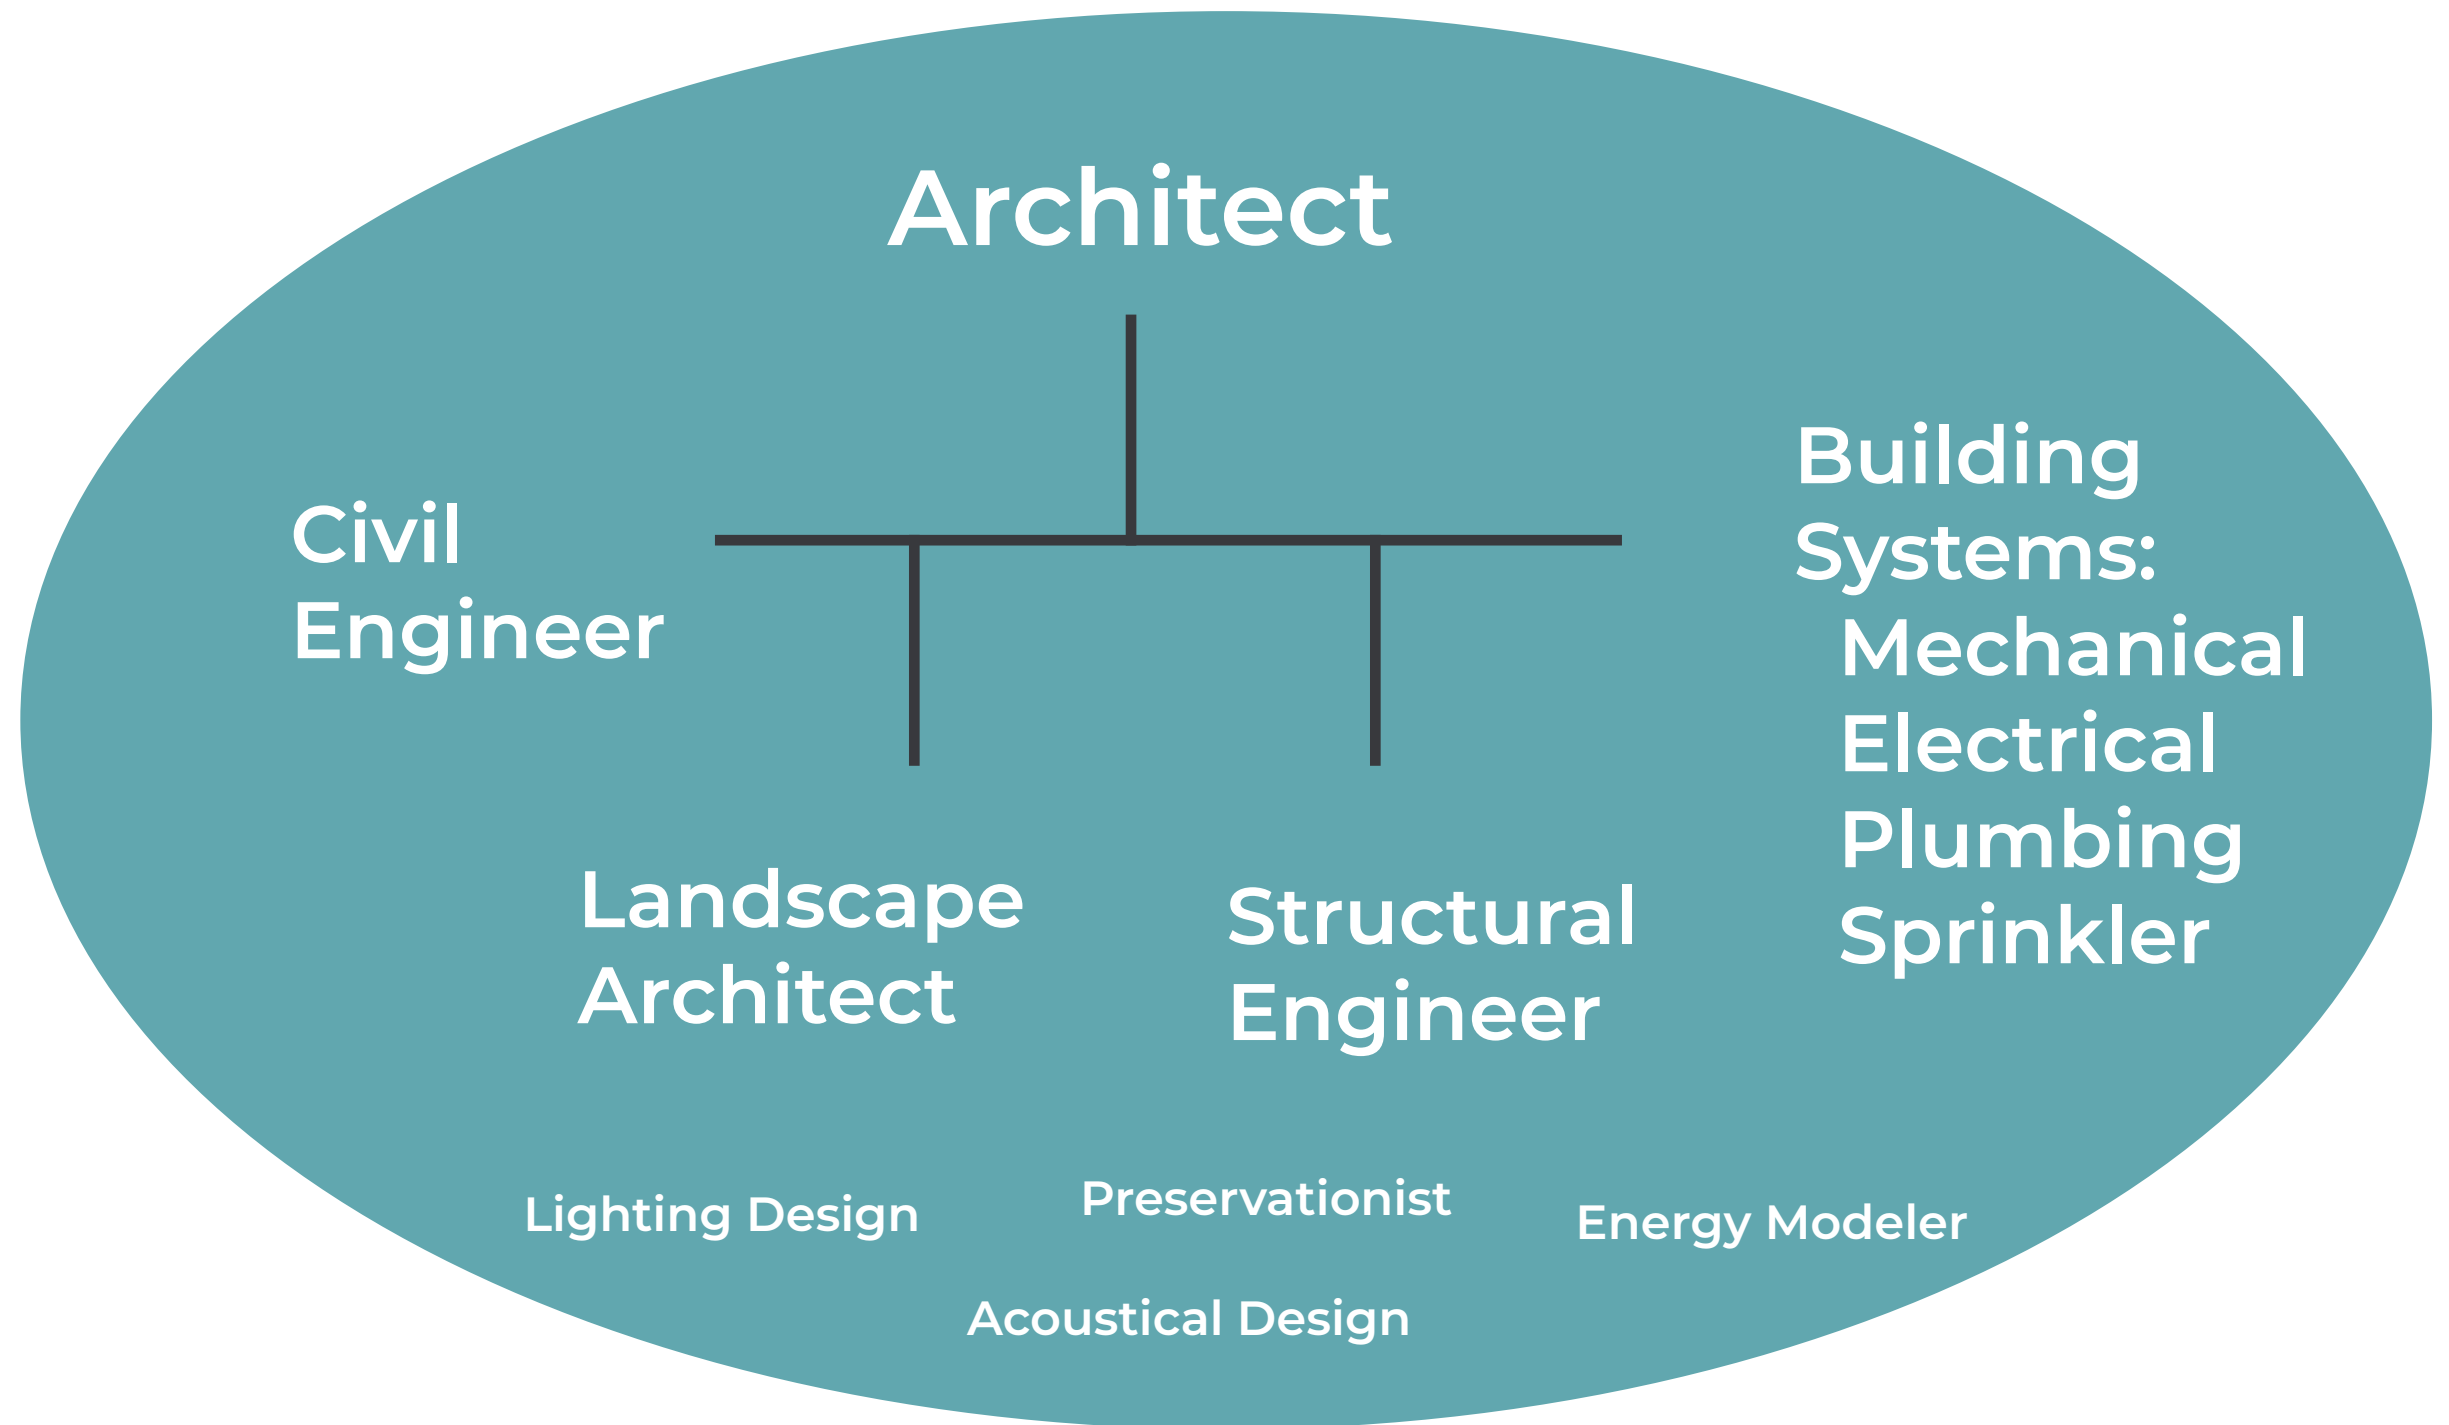 Architect
Civil
Engineer
Building
Systems:
Mechanical
Electrical
Plumbing
Sprinkler
Landscape
Architect
Structural
Engineer
Lighting Design
Preservationist
Energy Modeler
Acoustical Design